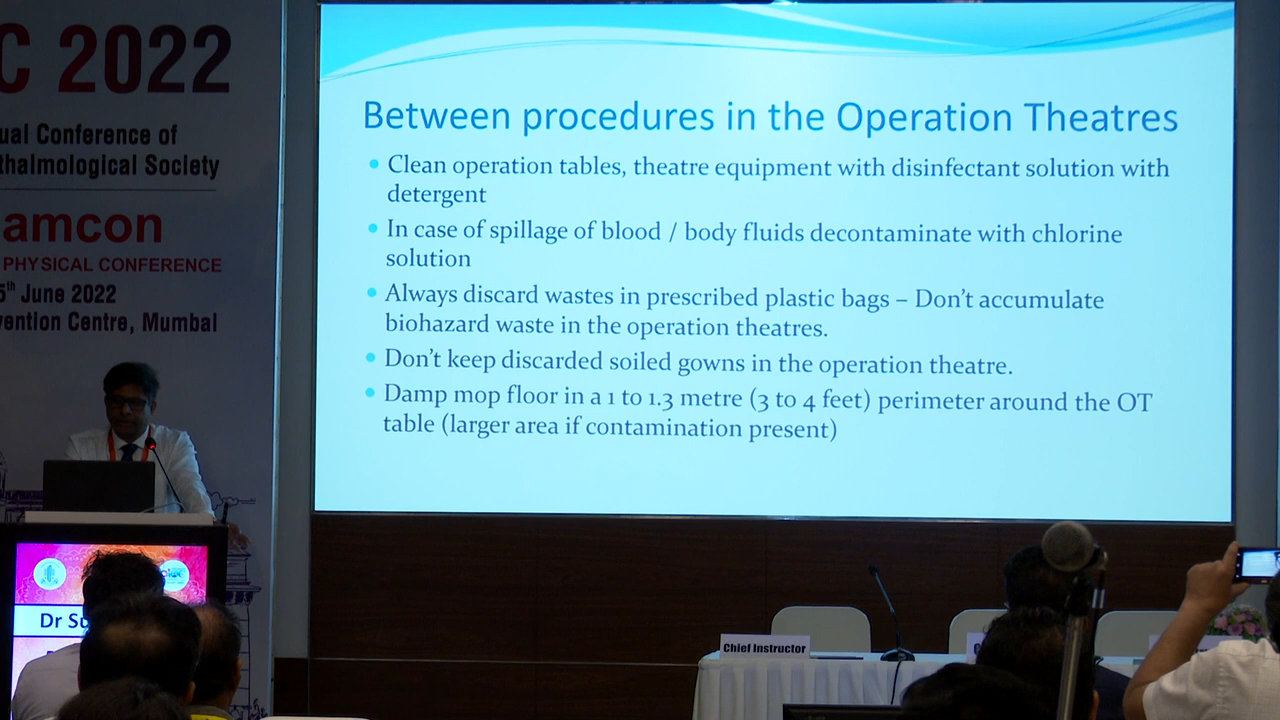 2022
Conference of
Society
PHYSICAL CONFERENCE
June 2022
Centre, Mumbai
Between procedures in the Operation Theatres
• Clean operation tables, theatre equipment with disinfectant solution with
detergent
• In case of spillage of blood / body fluids decontaminate with chlorine
solution
• Always discard wastes in prescribed plastic bags – Don't accumulate
biohazard waste in the operation theatres.
• Don't keep discarded soiled gowns in the operation theatre.
• Damp mop floor in a 1 to 1.3 metre (3 to 4 feet) perimeter around the OT
table (larger area if contamination present)
Dr
Chief Instructor